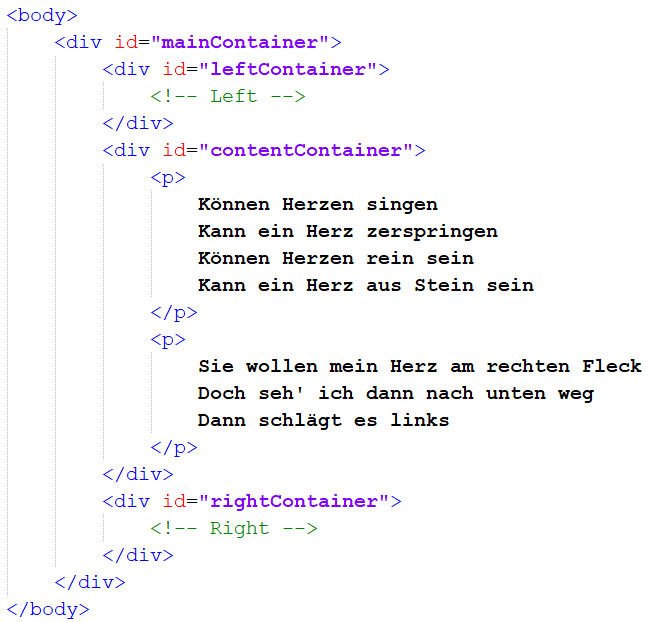 <body>
<div id="mainContainer">
<div id="leftContainer">
<!-- Left -->
</div>
<div id="contentContainer">
<p>
Können Herzen singen
Kann ein Herz zerspringen
Können Herzen rein sein
Kann ein Herz aus Stein sein
</p>
<p>
Sie wollen mein Herz am rechten Fleck
Doch seh' ich dann nach unten weg
Dann schlägt es links
</p>
</div>
<div id="rightContainer">
<!-- Right -->
</div>
</div>
</body>